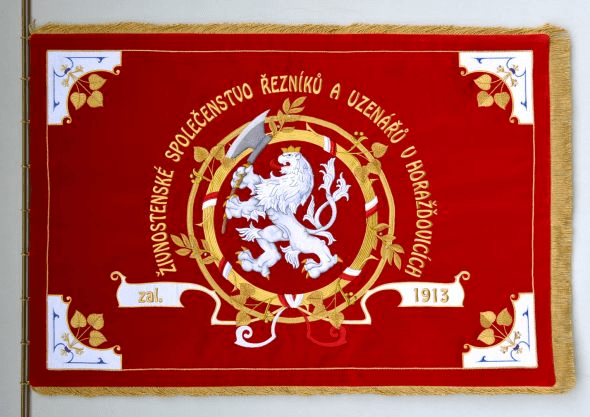 ŽIVNOSTENSKÉ SPOLEČENSTVO ŘEZNÍKŮ A UZENÁŘŮ V HORAŽĎOVICÍCH
zal. 1913